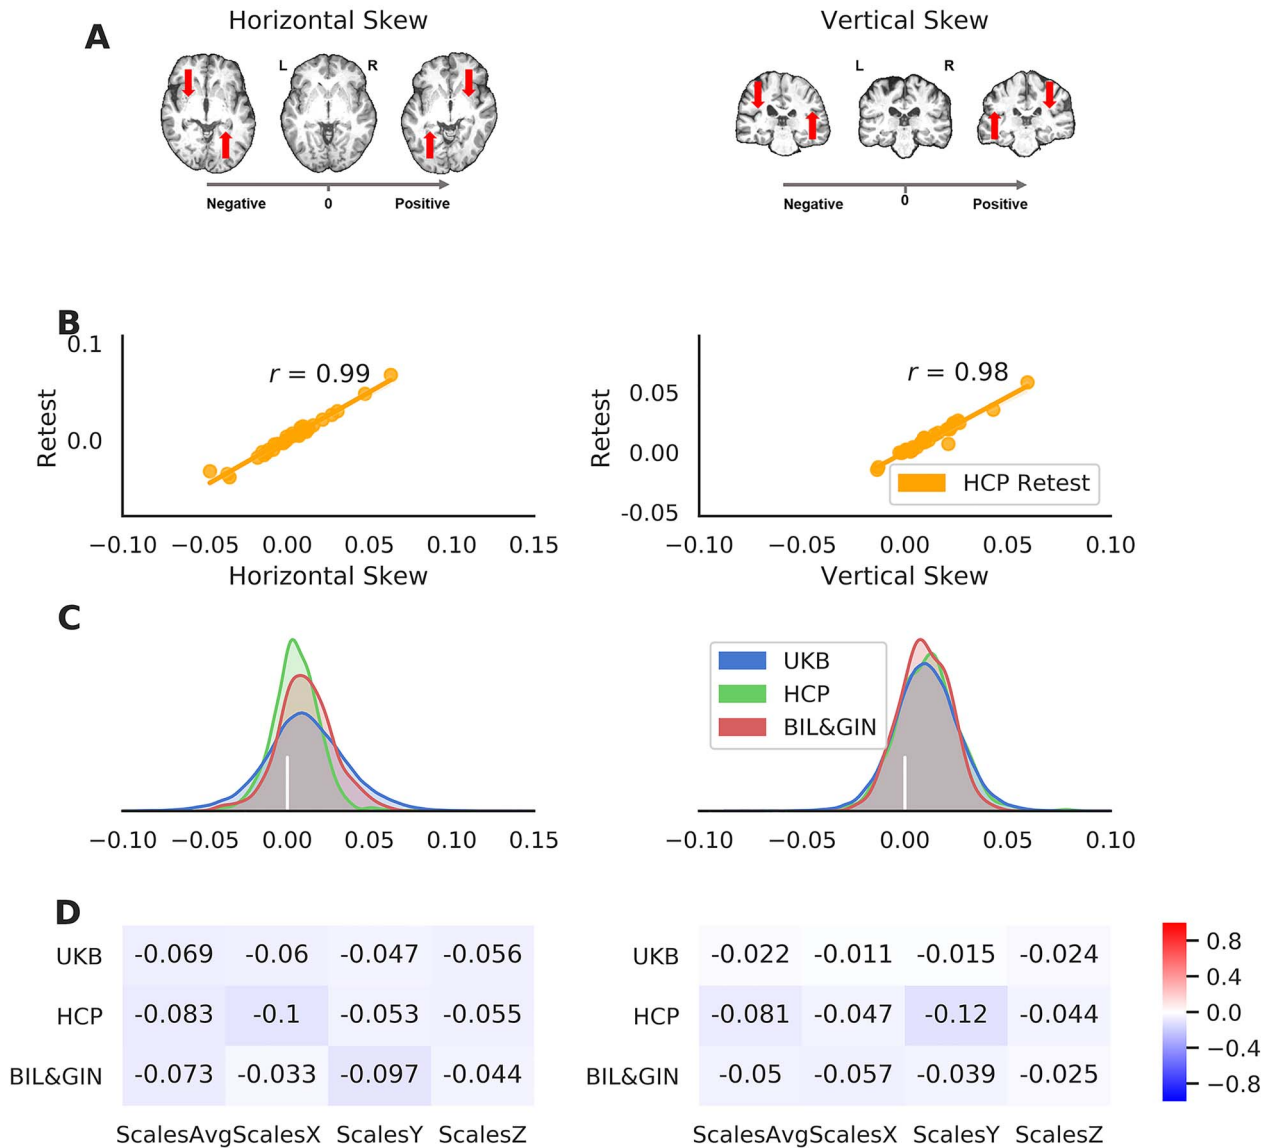 Horizontal Skew
Vertical Skew
A
L
R
L
R
Negative
0
Positive
Negative
0
Positive
B
0.1
0.0
Retest
r = 0.99
−0.10 −0.05 0.00 0.05 0.10 0.15
Horizontal Skew
0.05
0.00
-0.05
Retest
r = 0.98
HCP Retest
−0.10 −0.05 0.00 0.05 0.10
Vertical Skew
C
−0.10 −0.05 0.00 0.05 0.10 0.15
UKB
HCP
BIL&GIN
−0.10 −0.05 0.00 0.05 0.10
D
UKB -0.069 -0.06 -0.047 -0.056
HCP -0.083 -0.1 -0.053 -0.055
BIL&GIN -0.073 -0.033 -0.097 -0.044
ScalesAvg ScalesX ScalesY ScalesZ
UKB -0.022 -0.011 -0.015 -0.024
HCP -0.081 -0.047 -0.12 -0.044
BIL&GIN -0.05 -0.057 -0.039 -0.025
ScalesAvg ScalesX ScalesY ScalesZ
0.8
0.4
0.0
−0.4
−0.8